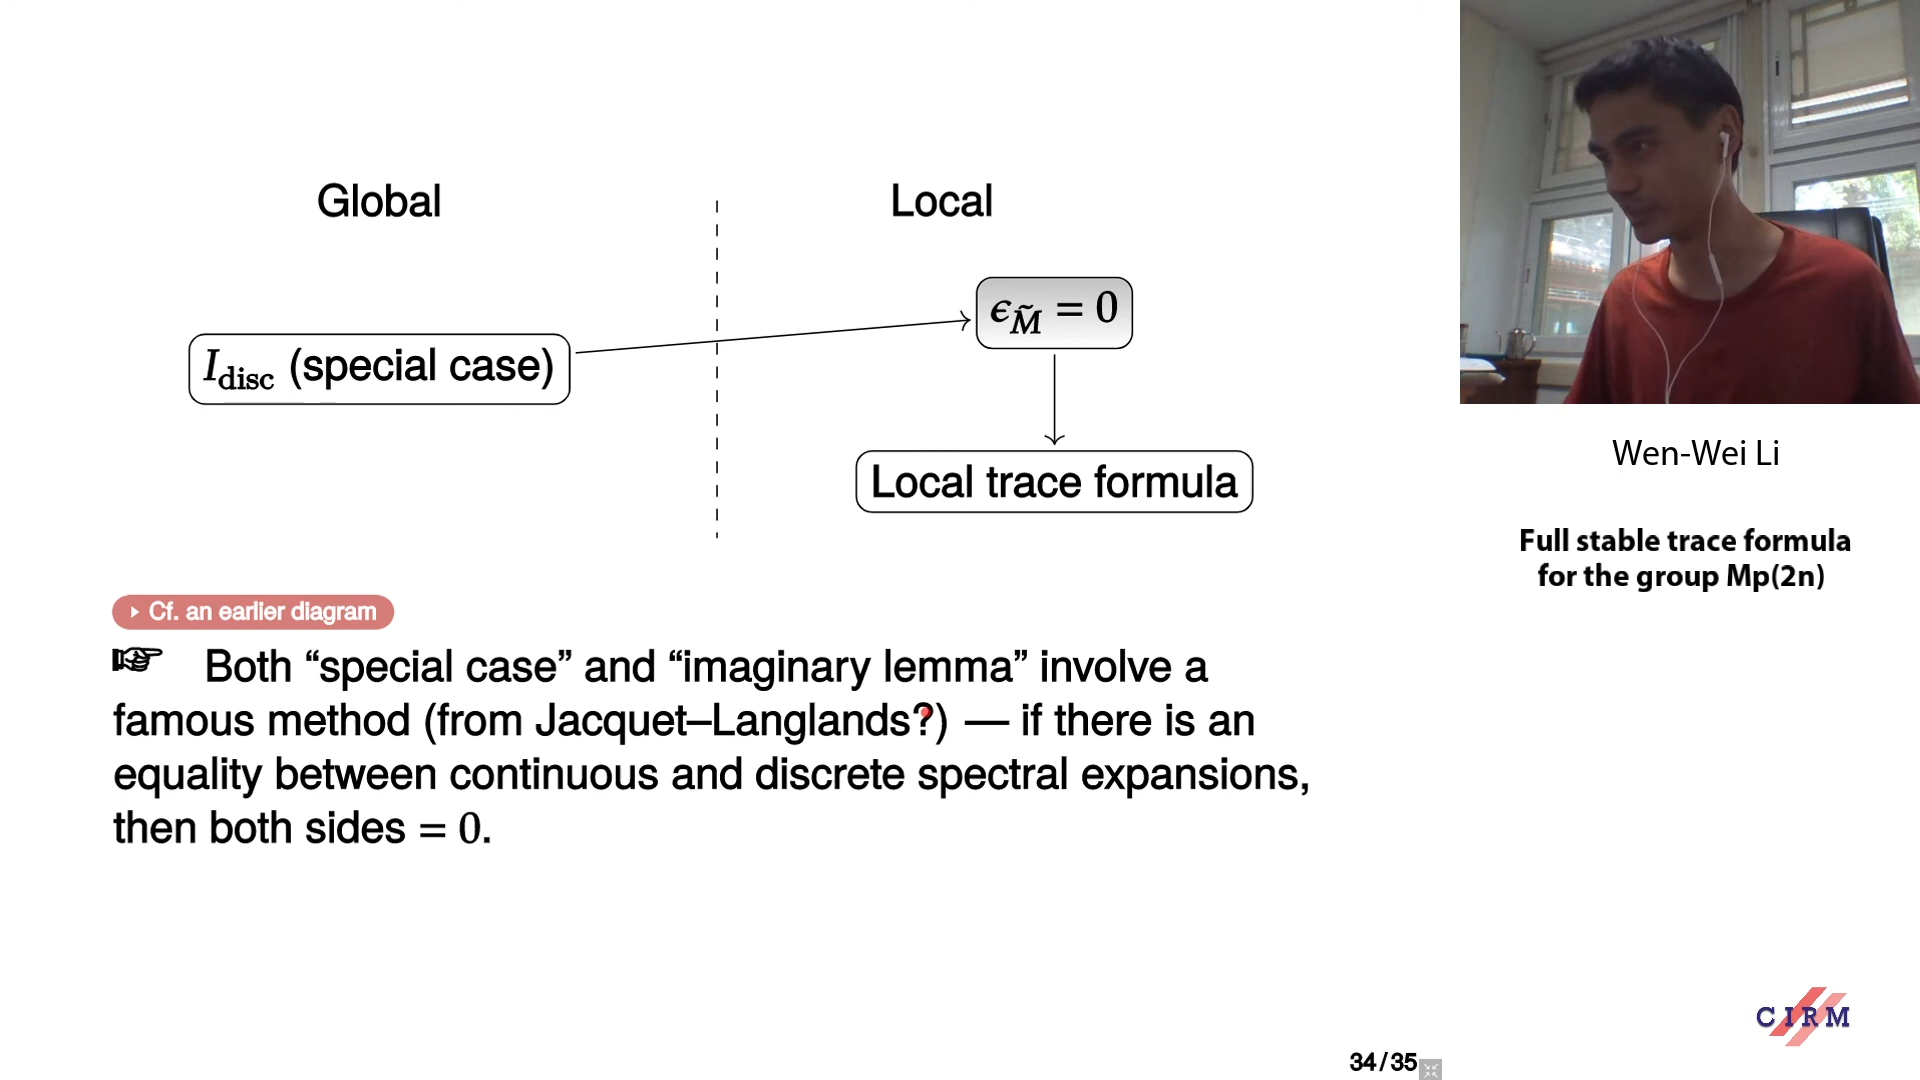 Global
Local
ϵ_M̃ = 0
I_disc (special case)
Local trace formula
Cf. an earlier diagram
☞ Both “special case” and “imaginary lemma” involve a
famous method (from Jacquet–Langlands?) — if there is an
equality between continuous and discrete spectral expansions,
then both sides = 0.
34/35
Wen-Wei Li
Full stable trace formula
for the group Mp(2n)
CIRM